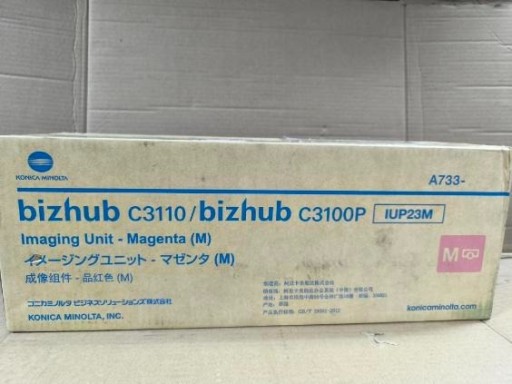 KONICA MINOLTA
A733-
bizhub C3110 / bizhub C3100P IUP23M
Imaging Unit - Magenta (M)
イメージングユニット - マゼンタ (M)
成像组件 - 品红色 (M)
M
コニカミノルタ ビジネスソリューションズ株式会社
KONICA MINOLTA, INC.
konicaminolta.com